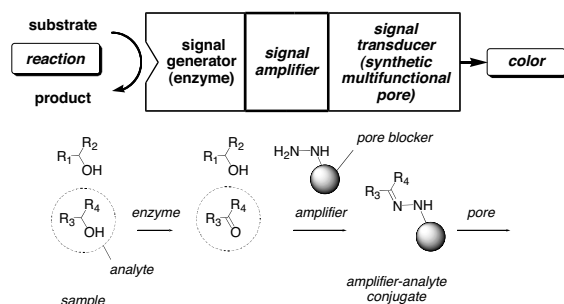 substrate
reaction
product
signal
generator
(enzyme)
signal
amplifier
signal
transducer
(synthetic
multifunctional
pore)
color
R1 R2
OH
R3 R4
OH
analyte
sample
enzyme
R1 R2
OH
R3 R4
O
H2N NH
pore blocker
amplifier
R3 R4
N NH
amplifier-analyte
conjugate
pore